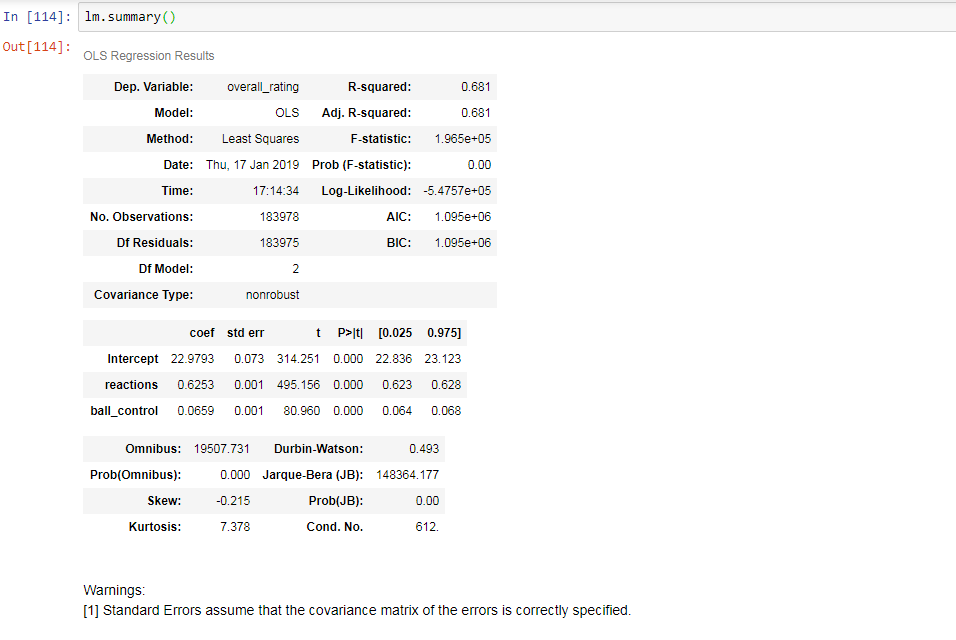 In [114]: lm.summary()
Out[114]:
OLS Regression Results
Dep. Variable: overall_rating R-squared: 0.681
Model: OLS Adj. R-squared: 0.681
Method: Least Squares F-statistic: 1.965e+05
Date: Thu, 17 Jan 2019 Prob (F-statistic): 0.00
Time: 17:14:34 Log-Likelihood: -5.4757e+05
No. Observations: 183978 AIC: 1.095e+06
Df Residuals: 183975 BIC: 1.095e+06
Df Model: 2
Covariance Type: nonrobust
coef std err t P>|t| [0.025 0.975]
Intercept 22.9793 0.073 314.251 0.000 22.836 23.123
reactions 0.6253 0.001 495.156 0.000 0.623 0.628
ball_control 0.0659 0.001 80.960 0.000 0.064 0.068
Omnibus: 19507.731 Durbin-Watson: 0.493
Prob(Omnibus): 0.000 Jarque-Bera (JB): 148364.177
Skew: -0.215 Prob(JB): 0.00
Kurtosis: 7.378 Cond. No. 612.
Warnings:
[1] Standard Errors assume that the covariance matrix of the errors is correctly specified.